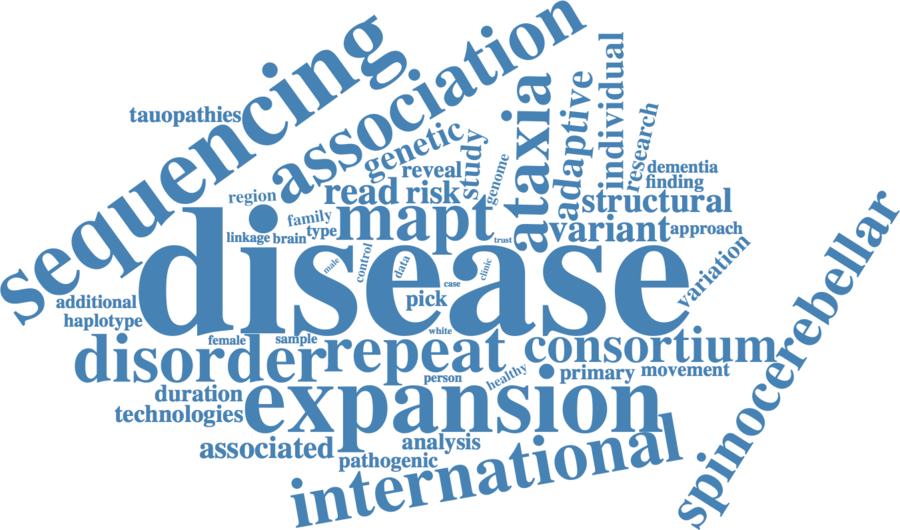 sequencing
association
tauopathies
genetic
study
ataxia
adaptive
individual
research
reveal
genome
dementia
finding
region
read
risk
structural
family
type
mapt
variant
approach
linkage
brain
trust
male
control
data
clinic
case
disease
variation
spinocerebellar
additional
haplotype
pick
white
female
sample
disorder
repeat
consortium
person
healthy
primary
movement
duration
technologies
expansion
associated
analysis
pathogenic
international